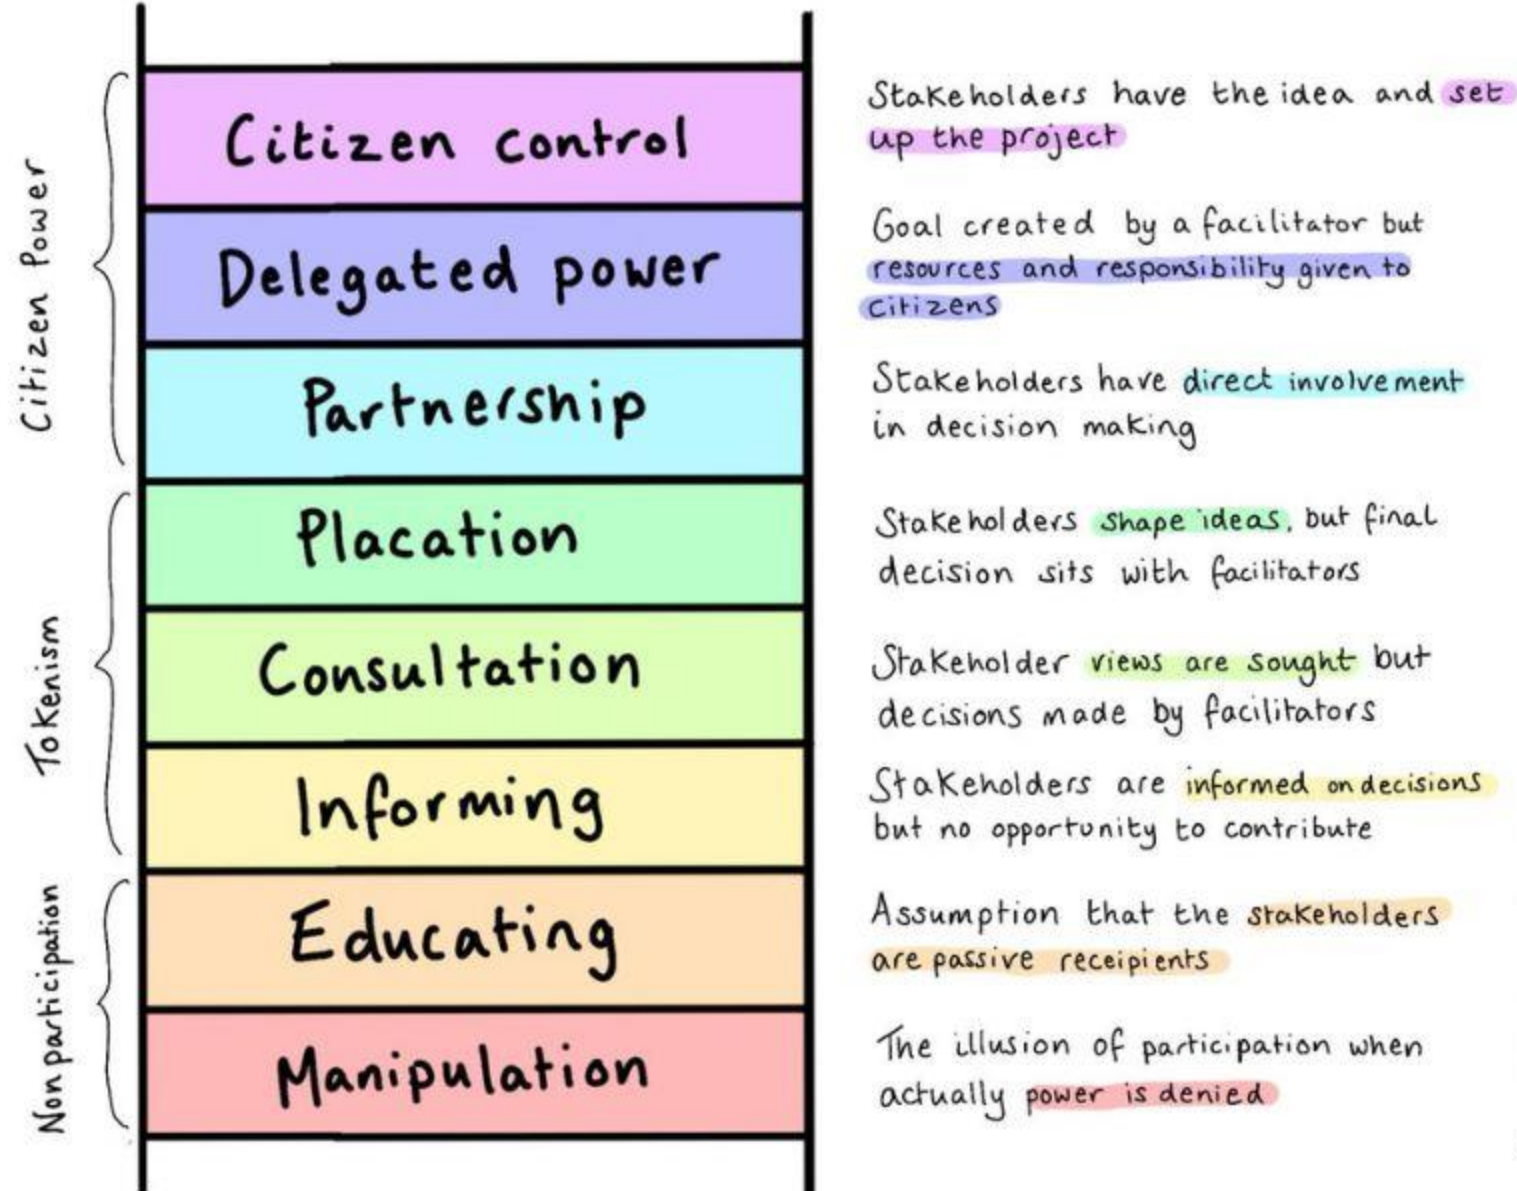 Citizen Power
Citizen control
Stakeholders have the idea and set
up the project
Delegated power
Goal created by a facilitator but
resources and responsibility given to
citizens
Partnership
Stakeholders have direct involvement
in decision making
Tokenism
Placation
Stakeholders shape ideas, but final
decision sits with facilitators
Consultation
Stakeholder views are sought but
decisions made by facilitators
Informing
Stakeholders are informed on decisions
but no opportunity to contribute
Nonparticipation
Educating
Assumption that the stakeholders
are passive receipients
Manipulation
The illusion of participation when
actually power is denied